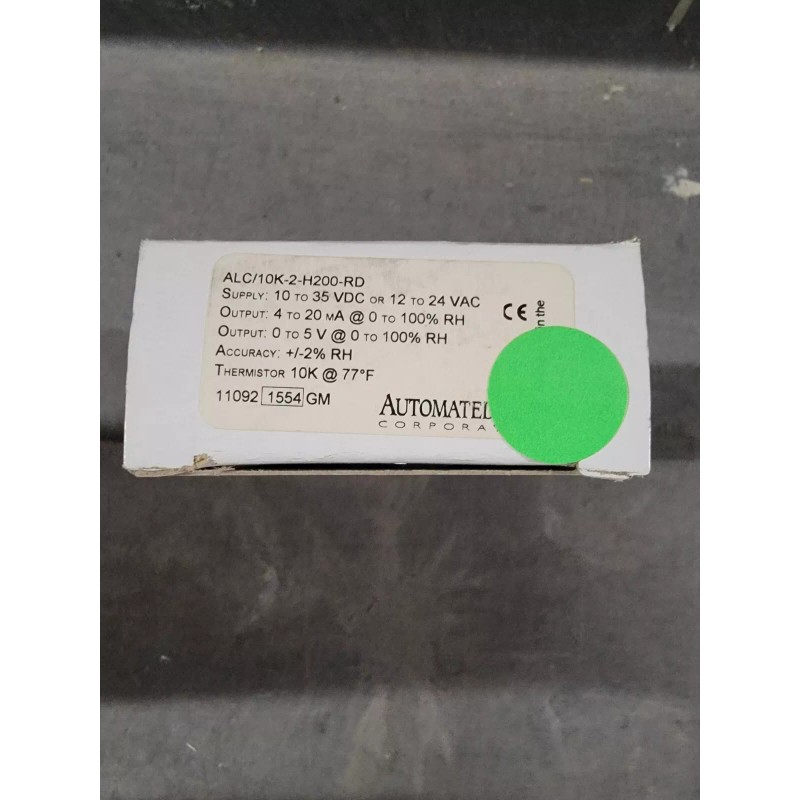 ALC/10K-2-H200-RD
SUPPLY: 10 TO 35 VDC OR 12 TO 24 VAC
OUTPUT: 4 TO 20 MA @ 0 TO 100% RH
OUTPUT: 0 TO 5 V @ 0 TO 100% RH
ACCURACY: +/-2% RH
THERMISTOR 10K @ 77°F
11092 1554 GM
CE
the
AUTOMATED